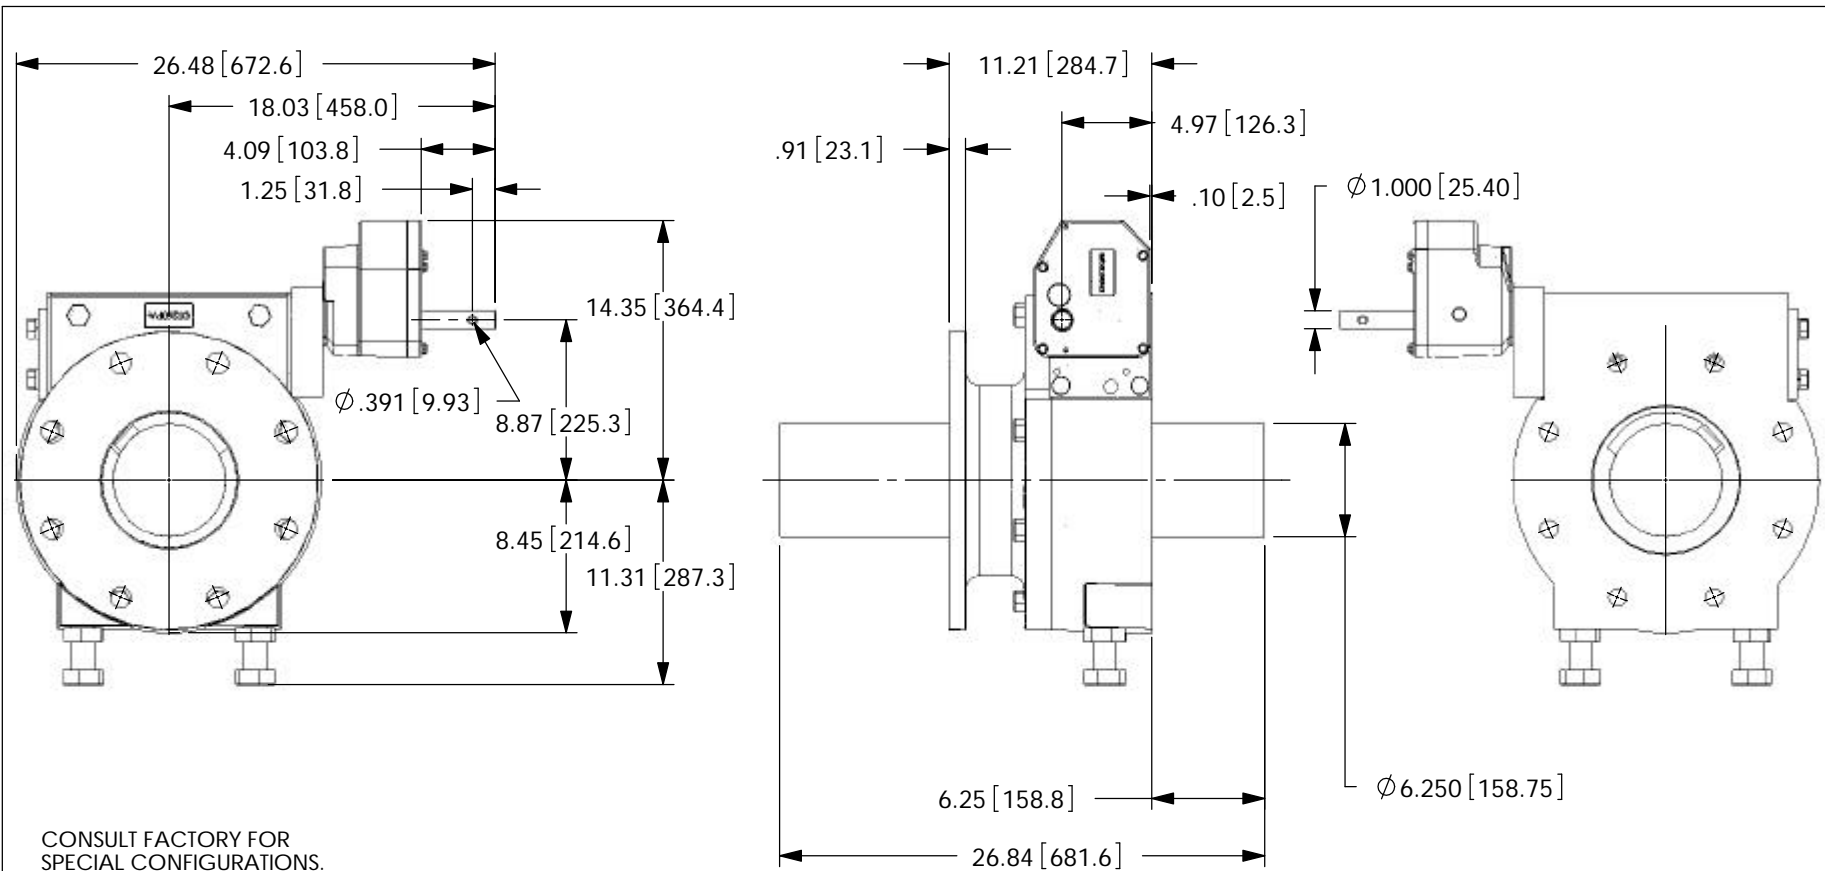 26.48 [672.6]
18.03 [458.0]
4.09 [103.8]
1.25 [31.8]
14.35 [364.4]
Ø.391 [9.93]
8.87 [225.3]
8.45 [214.6]
11.31 [287.3]
11.21 [284.7]
4.97 [126.3]
.91 [23.1]
.10 [2.5]
Ø1.000 [25.40]
6.25 [158.8]
Ø6.250 [158.75]
26.84 [681.6]
CONSULT FACTORY FOR
SPECIAL CONFIGURATIONS.